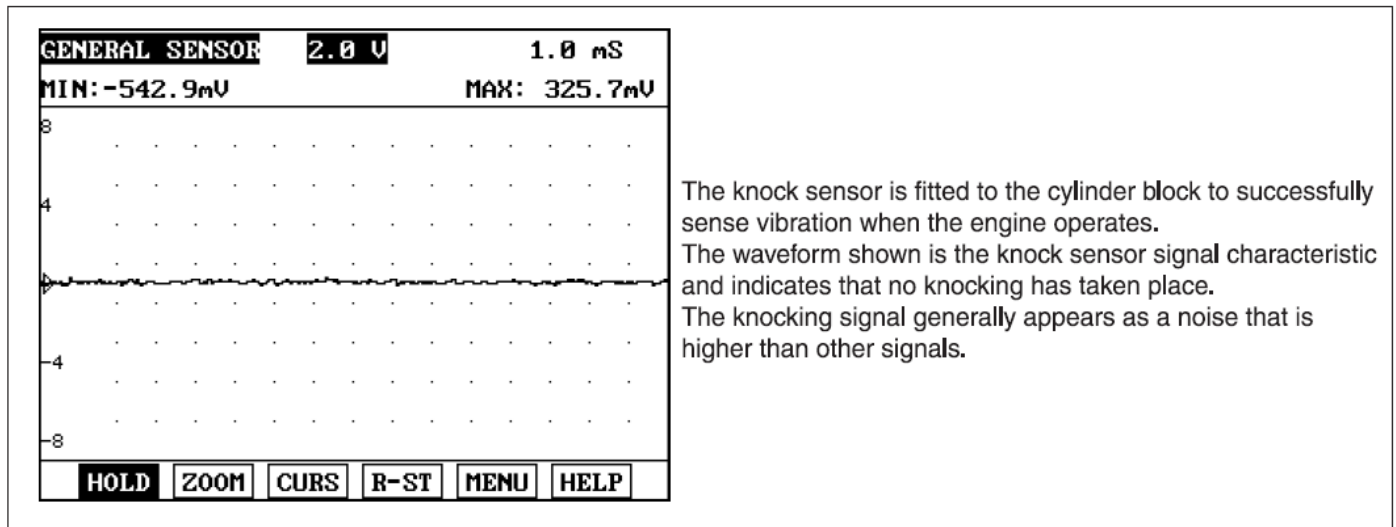 GENERAL SENSOR 2.0 V 1.0 mS
MIN:-542.9mV MAX: 325.7mV
8
4
-4
-8
HOLD ZOOM CURS R-ST MENU HELP
The knock sensor is fitted to the cylinder block to successfully
sense vibration when the engine operates.
The waveform shown is the knock sensor signal characteristic
and indicates that no knocking has taken place.
The knocking signal generally appears as a noise that is
higher than other signals.